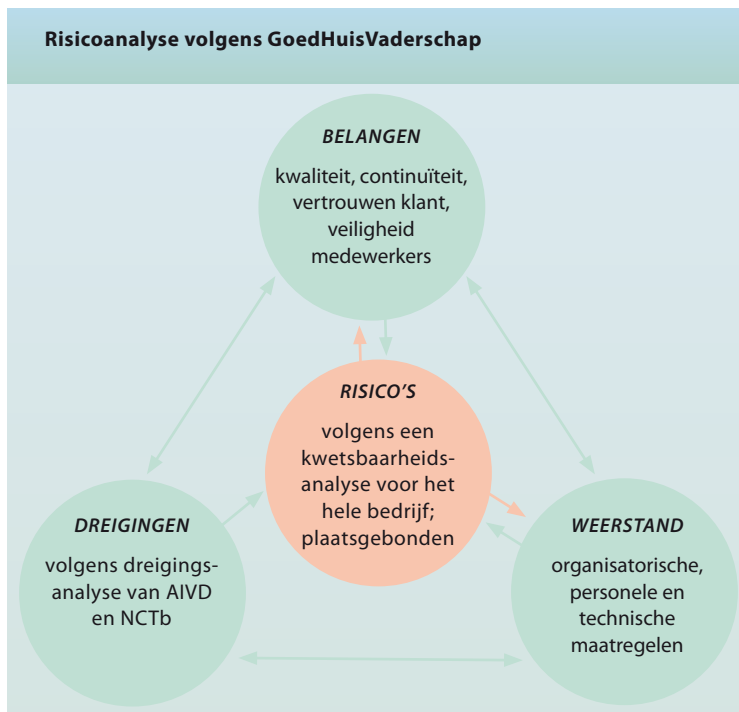 Risicoanalyse volgens GoedHuisVaderschap
BELANGEN
kwaliteit, continuïteit,
vertrouwen klant,
veiligheid
medewerkers
RISICO'S
volgens een
kwetsbaarheids-
analyse voor het
hele bedrijf;
plaatsgebonden
DREIGINGEN
volgens dreigings-
analyse van AIVD
en NCTb
WEERSTAND
organisatorische,
personele en
technische
maatregelen